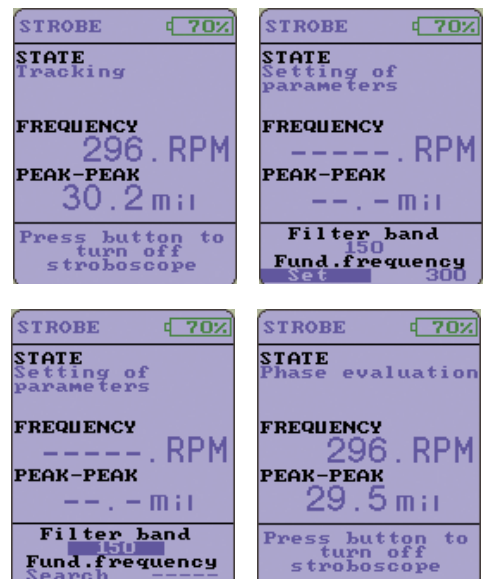 STROBE 70%
STATE
Tracking
FREQUENCY
296. RPM
PEAK-PEAK
30.2 mil
Press button to
turn off
stroboscope
STROBE 70%
STATE
Setting of
parameters
FREQUENCY
-----. RPM
PEAK-PEAK
--.- mil
Filter band
150
Fund.frequency
Set 300
STROBE 70%
STATE
Setting of
parameters
FREQUENCY
-----. RPM
PEAK-PEAK
--.- mil
Filter band
150
Fund.frequency
Search -----
STROBE 70%
STATE
Phase evaluation
FREQUENCY
296. RPM
PEAK-PEAK
29.5 mil
Press button to
turn off
stroboscope